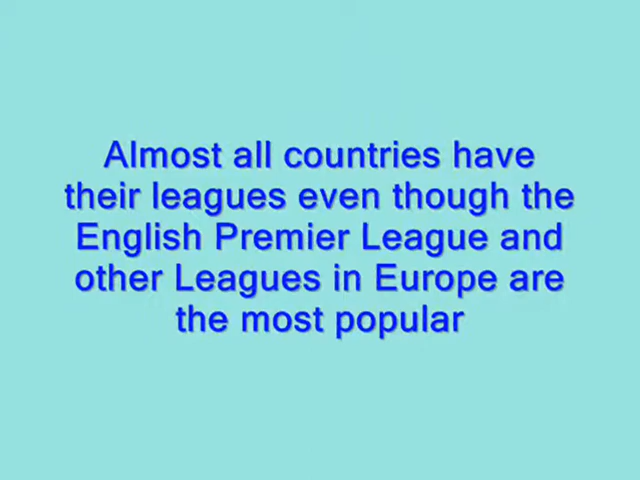 Almost all countries have
their leagues even though the
English Premier League and
other Leagues in Europe are
the most popular